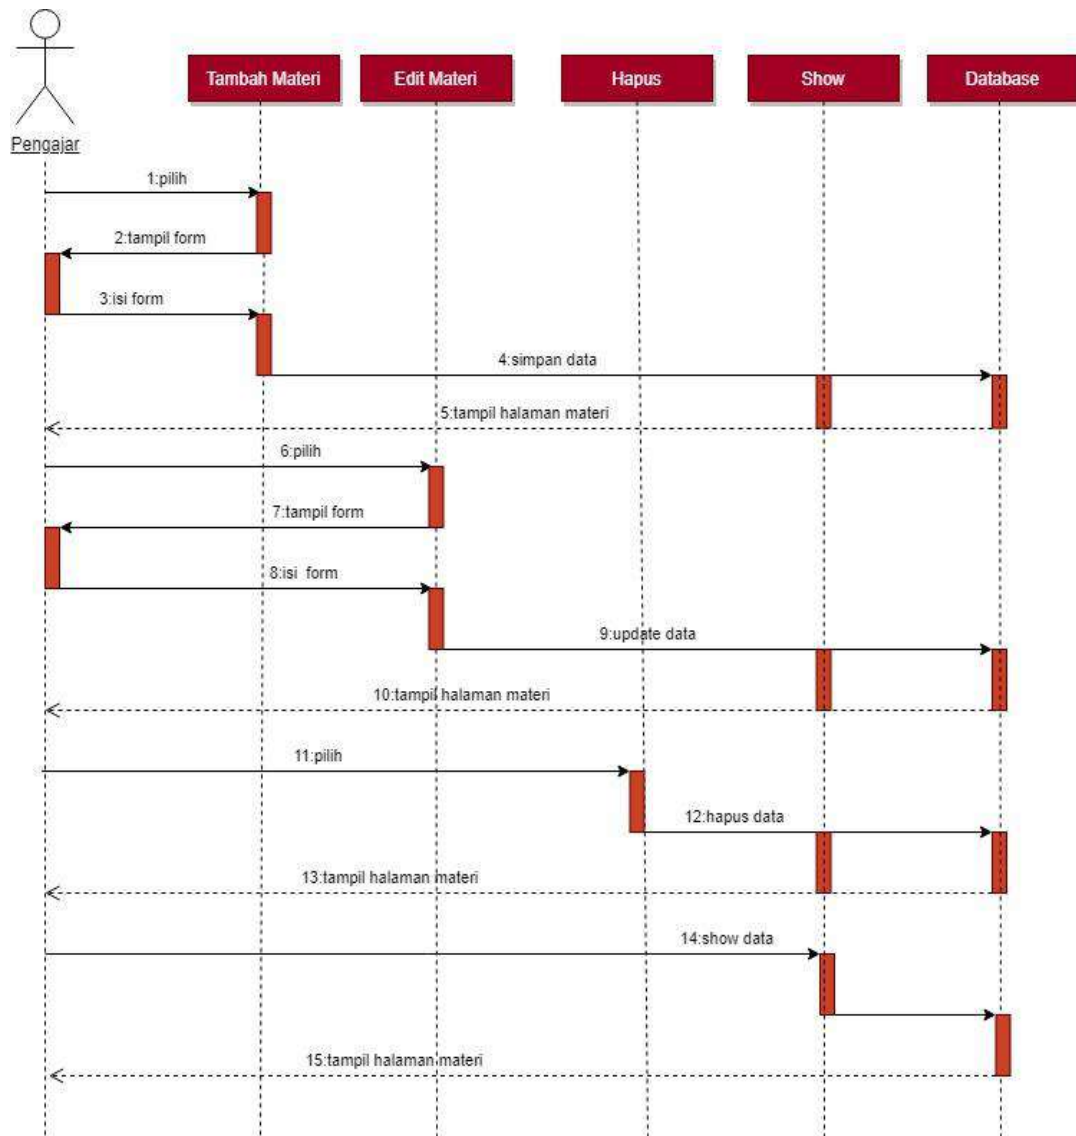 Tambah Materi
Edit Materi
Hapus
Show
Database
Pengajar
1:pilih
2:tampil form
3:isi form
4:simpan data
5:tampil halaman materi
6:pilih
7:tampil form
8:isi  form
9:update data
10:tampil halaman materi
11:pilih
12:hapus data
13:tampil halaman materi
14:show data
15:tampil halaman materi